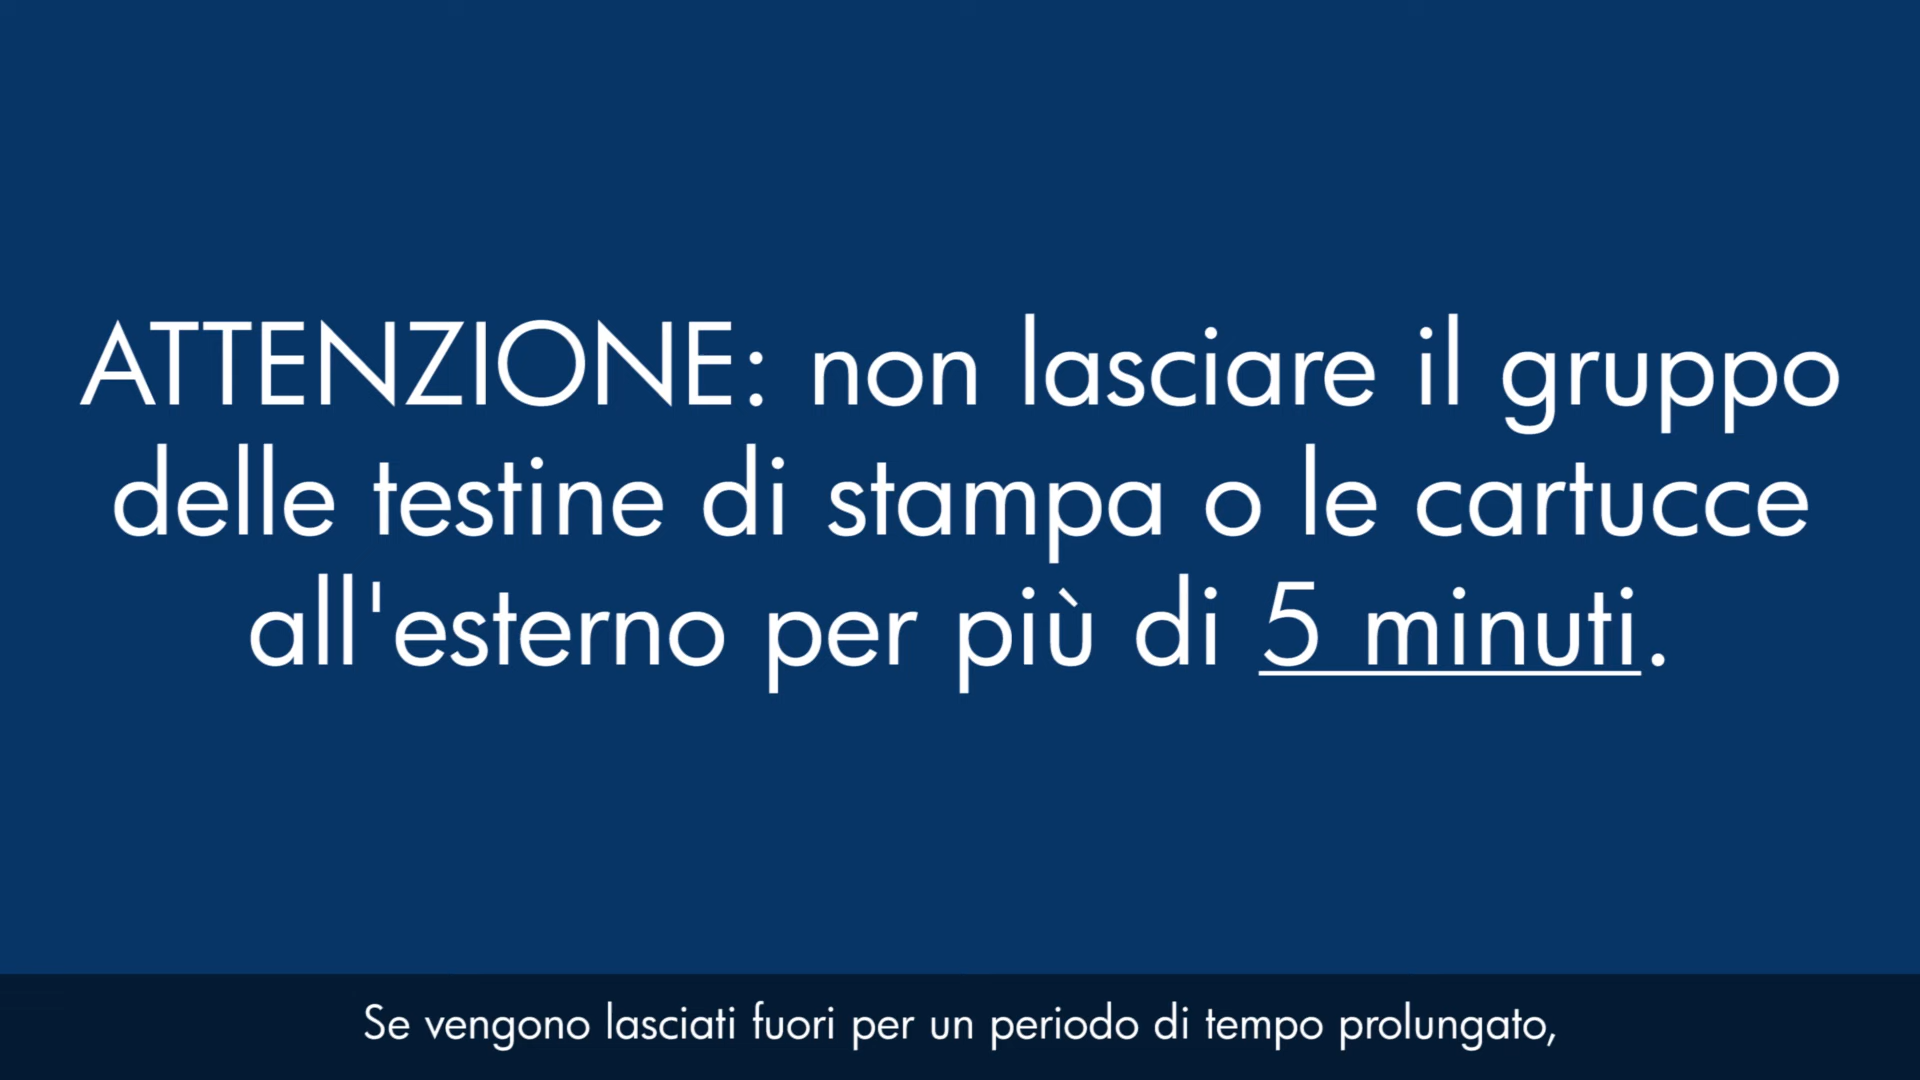 ATTENZIONE: non lasciare il gruppo
delle testine di stampa o le cartucce
all'esterno per più di 5 minuti.
Se vengono lasciati fuori per un periodo di tempo prolungato,